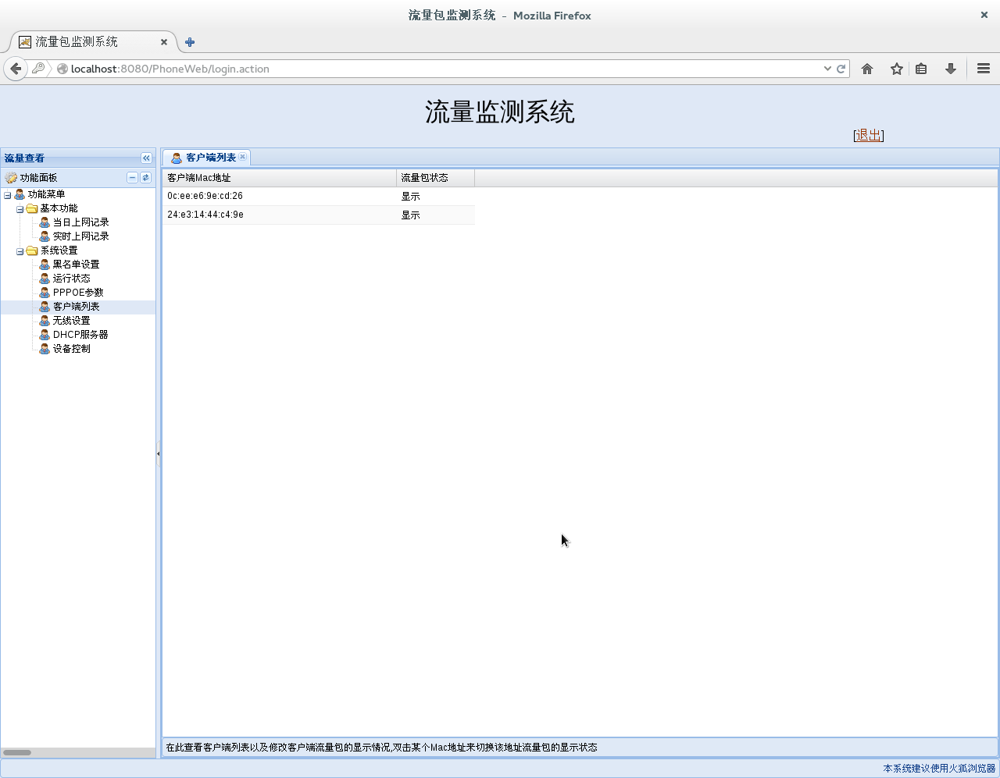 流量包监测系统 - Mozilla Firefox
流量包监测系统
localhost:8080/PhoneWeb/login.action
流量监测系统
[退出]
流量查看
功能面板
功能菜单
基本功能
当日上网记录
实时上网记录
系统设置
黑名单设置
运行状态
PPPOE参数
客户端列表
无线设置
DHCP服务器
设备控制
客户端列表
客户端Mac地址 流量包状态
0c:ee:e6:9e:cd:26 显示
24:e3:14:44:c4:9e 显示
在此查看客户端列表以及修改客户端流量包的显示情况,双击某个Mac地址来切换该地址流量包的显示状态
本系统建议使用火狐浏览器